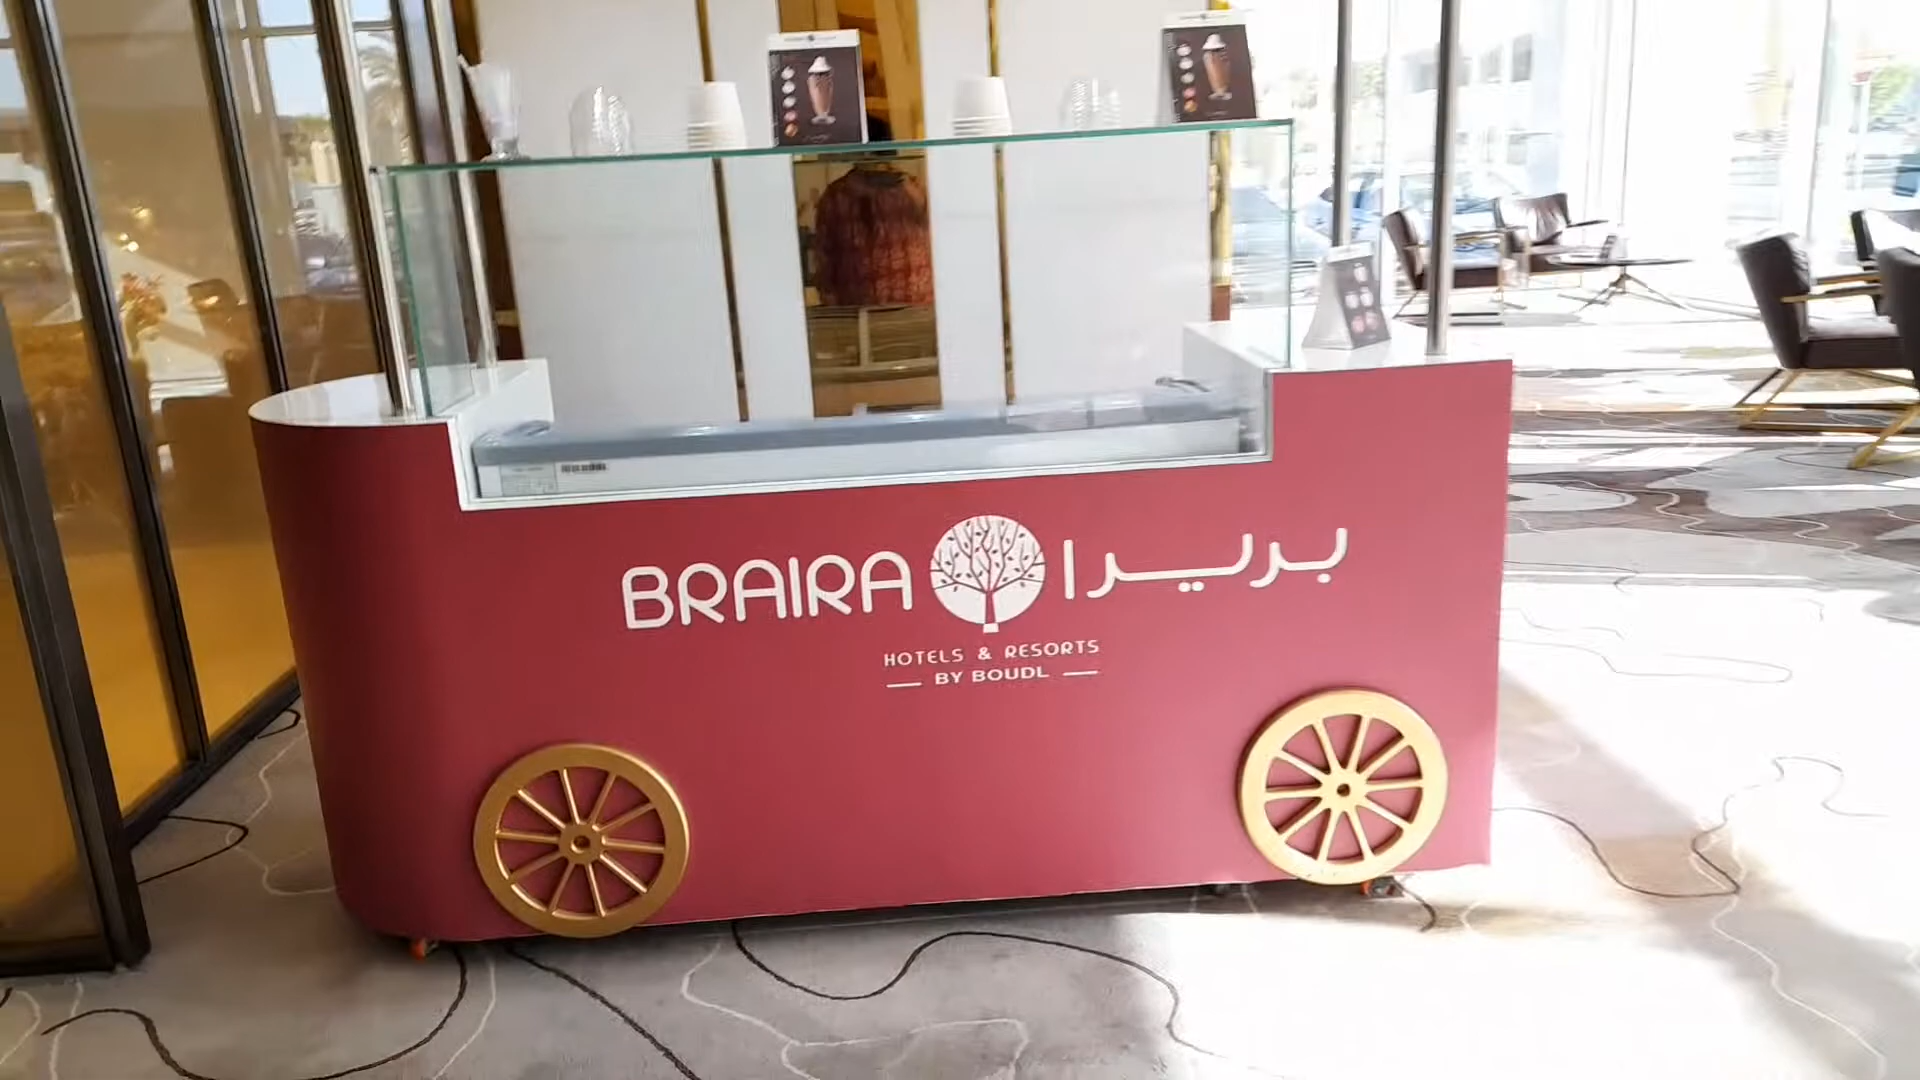 BRAIRA بريرا
HOTELS & RESORTS
BY BOUDL